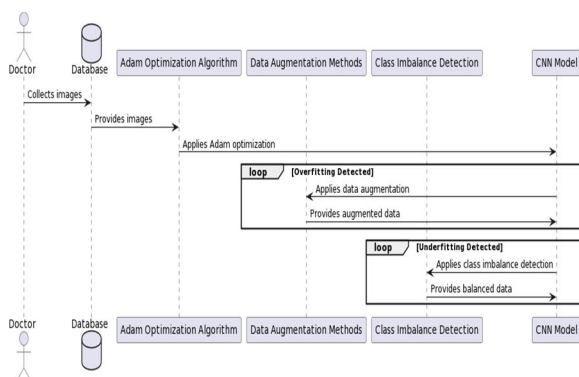 Doctor
Database
Adam Optimization Algorithm
Data Augmentation Methods
Class Imbalance Detection
CNN Model
Collects images
Provides images
Applies Adam optimization
loop [Overfitting Detected]
Applies data augmentation
Provides augmented data
loop [Underfitting Detected]
Applies class imbalance detection
Provides balanced data
Doctor
Database
Adam Optimization Algorithm
Data Augmentation Methods
Class Imbalance Detection
CNN Model